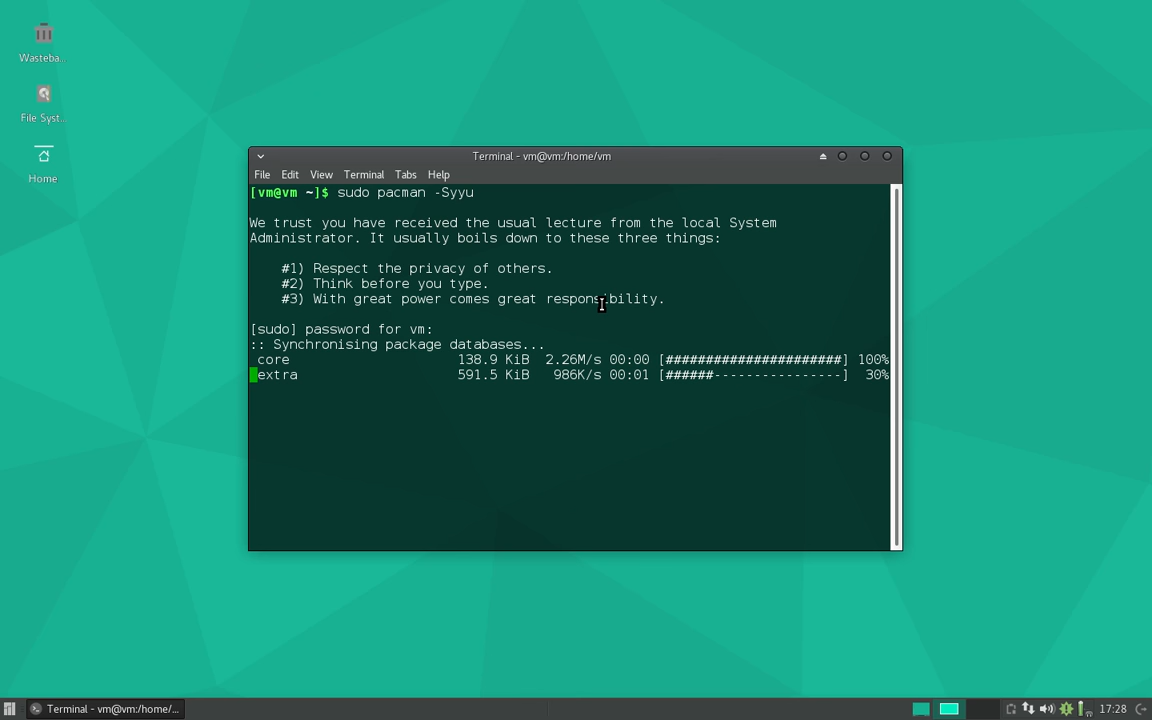 Wasteba...
File Syst...
Home
Terminal - vm@vm:/home/vm
File Edit View Terminal Tabs Help
[vm@vm ~]$ sudo pacman -Syyu
We trust you have received the usual lecture from the local System
Administrator. It usually boils down to these three things:
#1) Respect the privacy of others.
#2) Think before you type.
#3) With great power comes great responsibility.
[sudo] password for vm:
:: Synchronising package databases...
core 138.9 KiB 2.26M/s 00:00 [######################] 100%
extra 591.5 KiB 986K/s 00:01 [######----------------] 30%
Terminal - vm@vm:/home/...
17:28